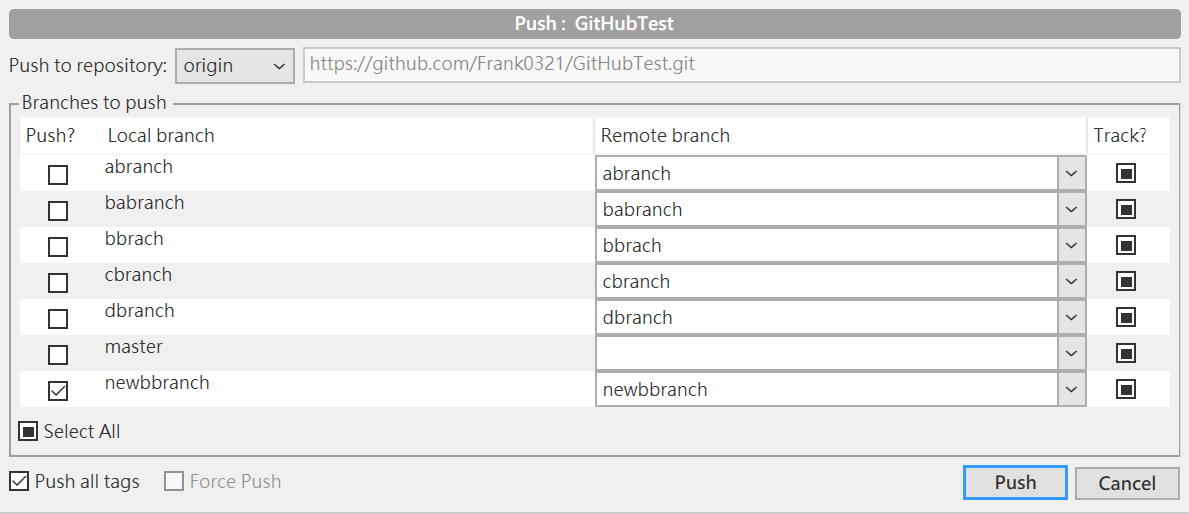 Push : GitHubTest
Push to repository: origin https://github.com/Frank0321/GitHubTest.git
Branches to push
Push? Local branch Remote branch Track?
abranch abranch
babranch babranch
bbrach bbrach
cbranch cbranch
dbranch dbranch
master
newbbranch newbbranch
Select All
Push all tags Force Push Push Cancel